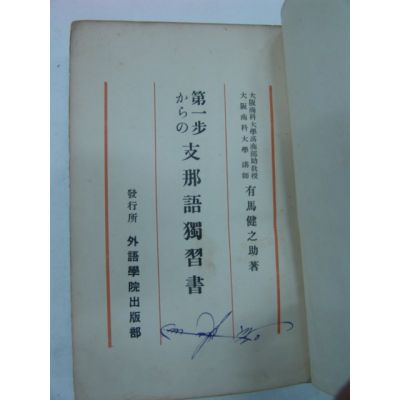 大阪商科大學高商部助敎授
大阪商科大學講師
有馬健之助著
第一步
からの
支那語獨習書
發行所 外語學院出版部